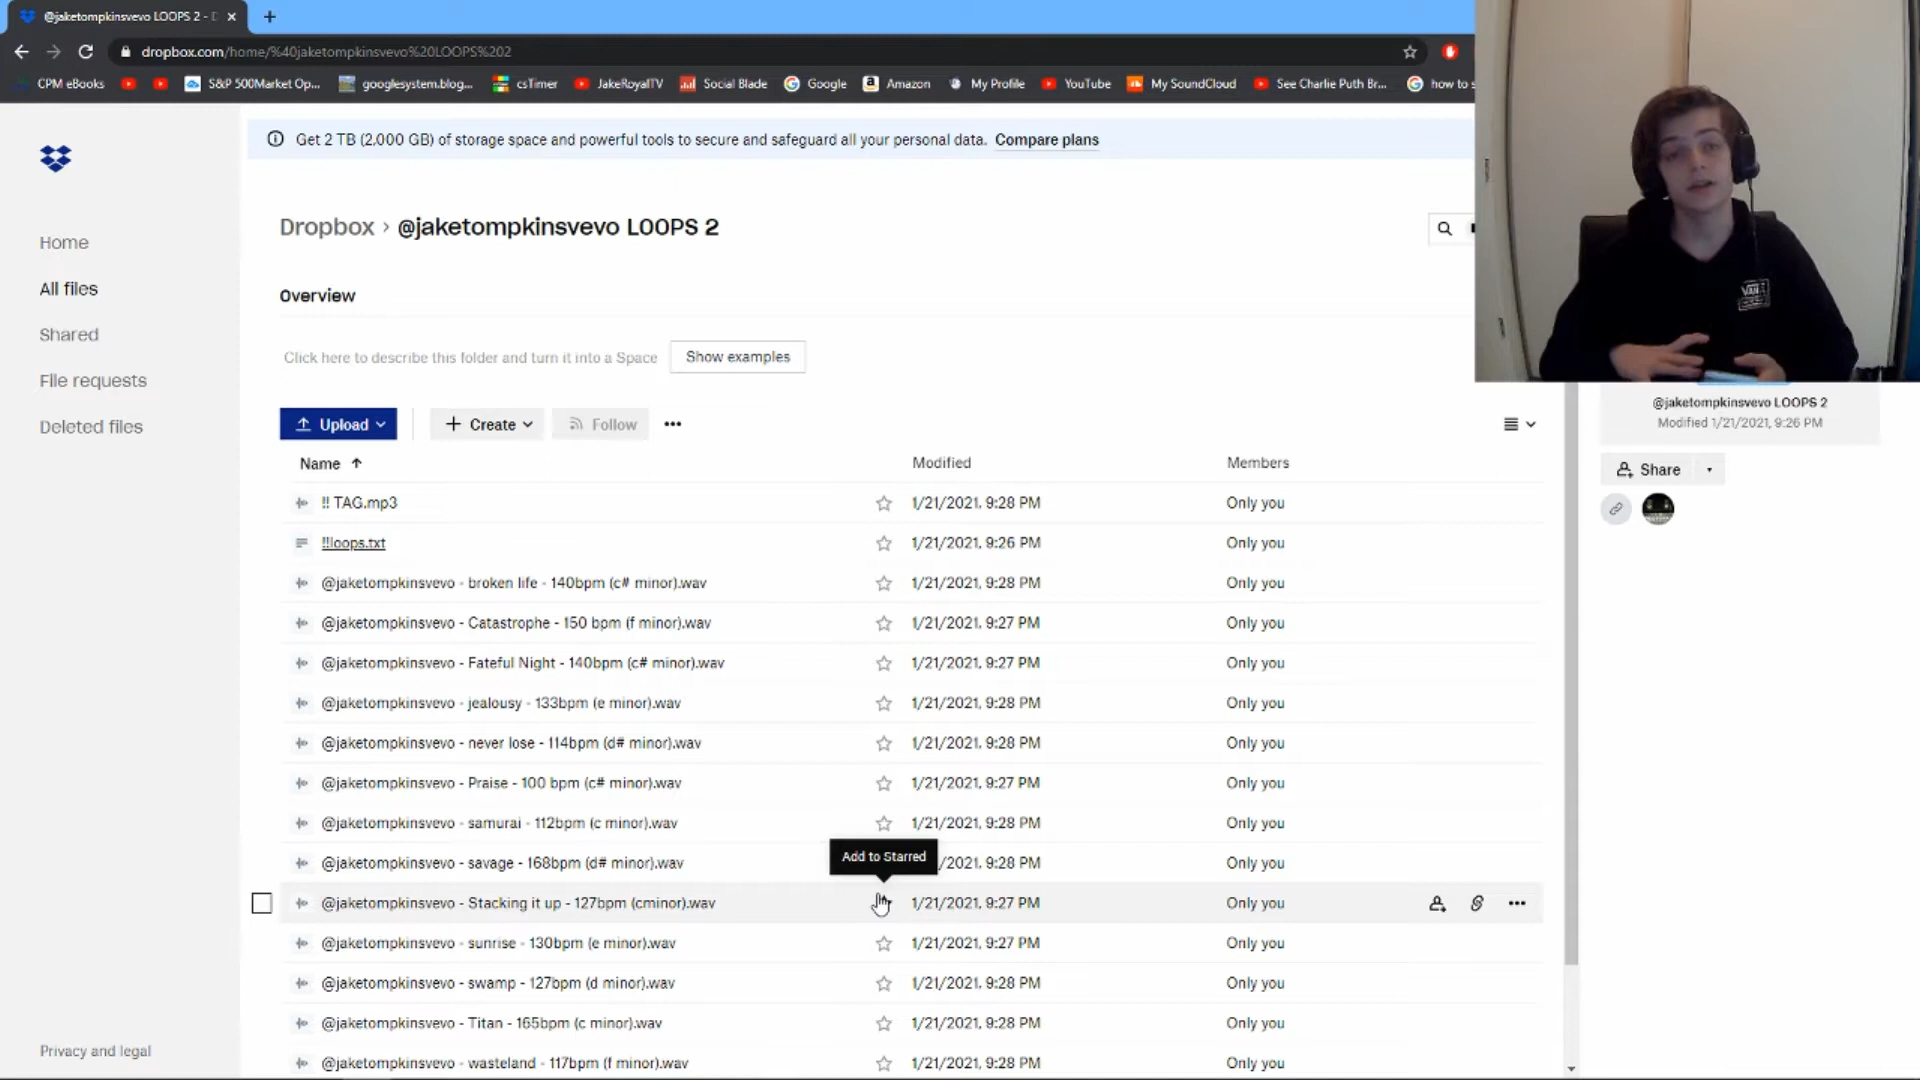 @jaketompkinsvevo LOOPS 2 - D
dropbox.com/home/%40jaketompkinsvevo%20LOOPS%202
CPM eBooks
S&P 500Market Op...
googlesystem.blog...
csTimer
JakeRoyalTV
Social Blade
Google
Amazon
My Profile
YouTube
My SoundCloud
See Charlie Puth Br...
how to s
Get 2 TB (2,000 GB) of storage space and powerful tools to secure and safeguard all your personal data. Compare plans
Dropbox › @jaketompkinsvevo LOOPS 2
Home
All files
Shared
File requests
Deleted files
Overview
Click here to describe this folder and turn it into a Space
Show examples
Upload
Create
Follow
Name
Modified
Members
!! TAG.mp3 1/21/2021, 9:28 PM Only you
!!loops.txt 1/21/2021, 9:26 PM Only you
@jaketompkinsvevo - broken life - 140bpm (c# minor).wav 1/21/2021, 9:28 PM Only you
@jaketompkinsvevo - Catastrophe - 150 bpm (f minor).wav 1/21/2021, 9:27 PM Only you
@jaketompkinsvevo - Fateful Night - 140bpm (c# minor).wav 1/21/2021, 9:27 PM Only you
@jaketompkinsvevo - jealousy - 133bpm (e minor).wav 1/21/2021, 9:28 PM Only you
@jaketompkinsvevo - never lose - 114bpm (d# minor).wav 1/21/2021, 9:28 PM Only you
@jaketompkinsvevo - Praise - 100 bpm (c# minor).wav 1/21/2021, 9:27 PM Only you
@jaketompkinsvevo - samurai - 112bpm (c minor).wav 1/21/2021, 9:28 PM Only you
Add to Starred
@jaketompkinsvevo - savage - 168bpm (d# minor).wav /21/2021, 9:28 PM Only you
@jaketompkinsvevo - Stacking it up - 127bpm (cminor).wav 1/21/2021, 9:27 PM Only you
@jaketompkinsvevo - sunrise - 130bpm (e minor).wav 1/21/2021, 9:27 PM Only you
@jaketompkinsvevo - swamp - 127bpm (d minor).wav 1/21/2021, 9:28 PM Only you
@jaketompkinsvevo - Titan - 165bpm (c minor).wav 1/21/2021, 9:28 PM Only you
@jaketompkinsvevo - wasteland - 117bpm (f minor).wav 1/21/2021, 9:28 PM Only you
Privacy and legal
@jaketompkinsvevo LOOPS 2
Modified 1/21/2021, 9:26 PM
Share